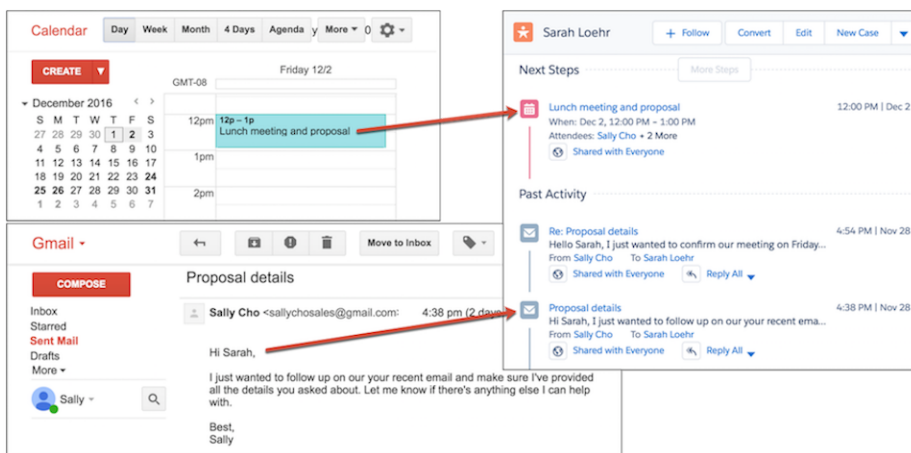 Calendar Day Week Month 4 Days Agenda y More 0
CREATE
Friday 12/2
GMT-08
December 2016 < >
S M T W T F S
27 28 29 30 1 2 3
4 5 6 7 8 9 10
11 12 13 14 15 16 17
18 19 20 21 22 23 24
25 26 27 28 29 30 31
1 2 3 4 5 6 7
12pm
12p – 1p
Lunch meeting and proposal
1pm
2pm
Gmail
Move to Inbox
COMPOSE
Inbox
Starred
Sent Mail
Drafts
More
Sally
Proposal details
Sally Cho <sallychosales@gmail.com> 4:38 pm (2 days
Hi Sarah,
I just wanted to follow up on our your recent email and make sure I've provided
all the details you asked about. Let me know if there's anything else I can help
with.
Best,
Sally
Sarah Loehr + Follow Convert Edit New Case
Next Steps More Steps
Lunch meeting and proposal 12:00 PM | Dec 2
When: Dec 2, 12:00 PM – 1:00 PM
Attendees: Sally Cho + 2 More
Shared with Everyone
Past Activity
Re: Proposal details 4:54 PM | Nov 28
Hello Sarah, I just wanted to confirm our meeting on Friday...
From Sally Cho To Sarah Loehr
Shared with Everyone Reply All
Proposal details 4:38 PM | Nov 28
Hi Sarah, I just wanted to follow up on our your recent ema...
From Sally Cho To Sarah Loehr
Shared with Everyone Reply All